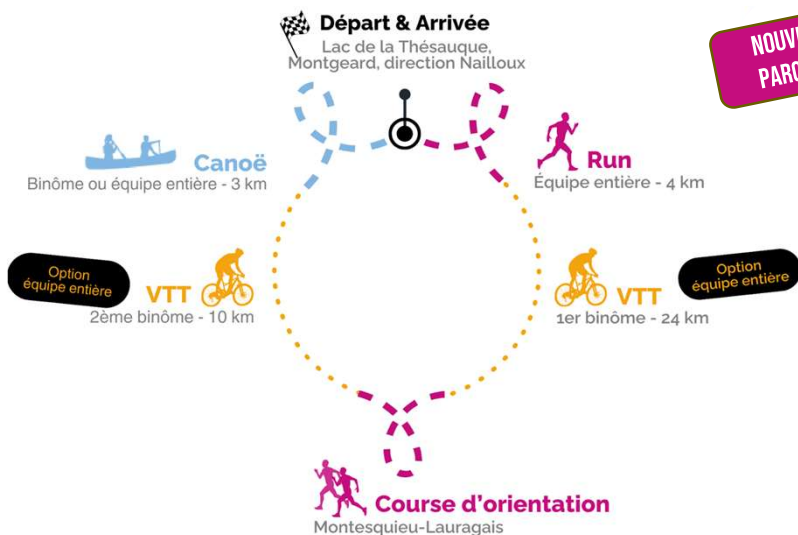 Départ & Arrivée
Lac de la Thésauque,
Montgeard, direction Nailloux
Canoë
Binôme ou équipe entière - 3 km
Run
Équipe entière - 4 km
Option
équipe entière
VTT
2ème binôme - 10 km
VTT
1er binôme - 24 km
Option
équipe entière
Course d'orientation
Montesquieu-Lauragais